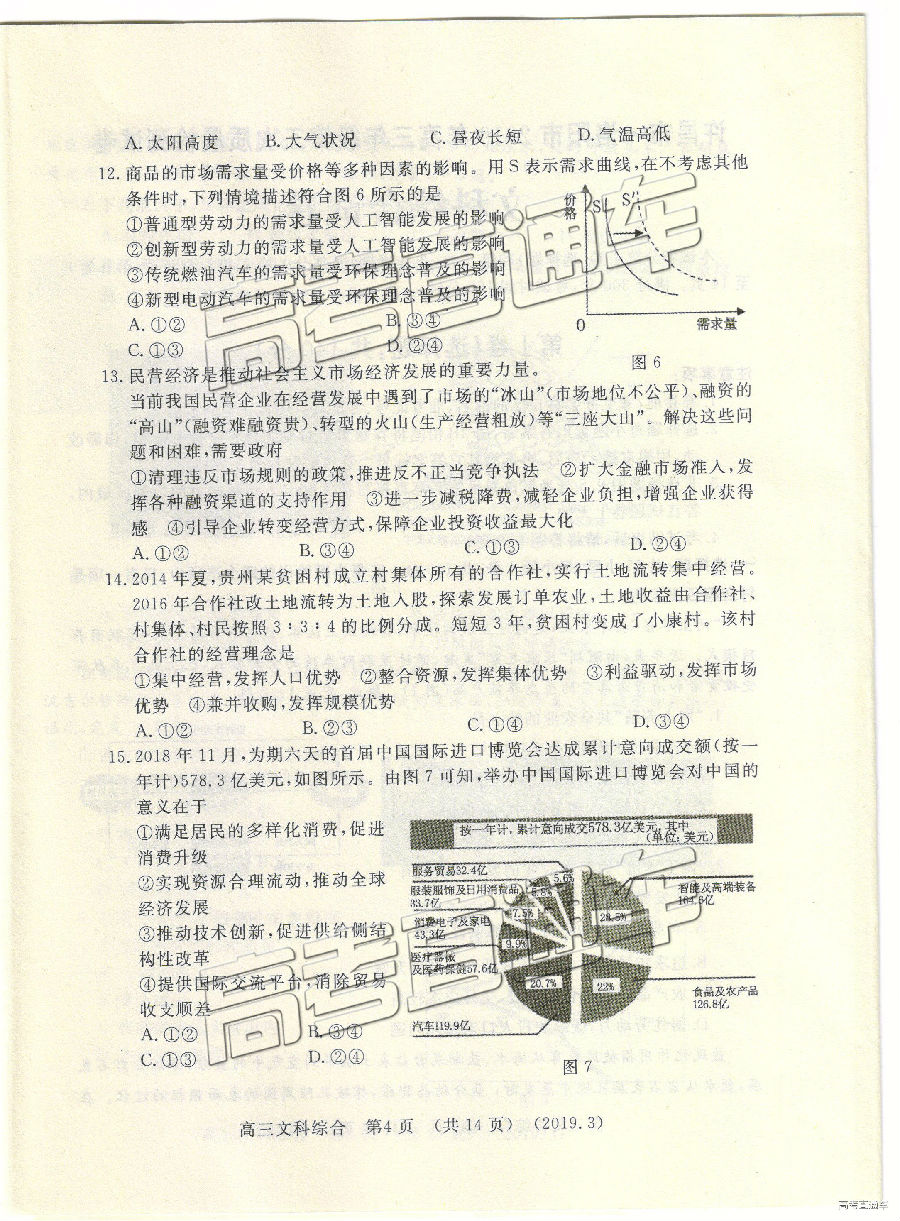 A. 太阳高度 B. 大气状况 C. 昼夜长短 D. 气温高低
12. 商品的市场需求量受价格等多种因素的影响。用 S 表示需求曲线,在不考虑其他
条件时,下列情境描述符合图 6 所示的是
①普通型劳动力的需求量受人工智能发展的影响
②创新型劳动力的需求量受人工智能发展的影响
③传统燃油汽车的需求量受环保理念普及的影响
④新型电动汽车的需求量受环保理念普及的影响
A. ①② B. ③④
C. ①③ D. ②④
价格
S
S'
0
需求量
图 6
13. 民营经济是推动社会主义市场经济发展的重要力量。
当前我国民营企业在经营发展中遇到了市场的“冰山”(市场地位不公平)、融资的
“高山”(融资难融资贵)、转型的火山(生产经营粗放)等“三座大山”。解决这些问
题和困难,需要政府
①清理违反市场规则的政策,推进反不正当竞争执法 ②扩大金融市场准入,发
挥各种融资渠道的支持作用 ③进一步减税降费,减轻企业负担,增强企业获得
感 ④引导企业转变经营方式,保障企业投资收益最大化
A. ①② B. ③④ C. ①③ D. ②④
14. 2014 年夏,贵州某贫困村成立村集体所有的合作社,实行土地流转集中经营。
2016 年合作社改土地流转为土地入股,探索发展订单农业,土地收益由合作社、
村集体、村民按照 3∶3∶4 的比例分成。短短 3 年,贫困村变成了小康村。该村
合作社的经营理念是
①集中经营,发挥人口优势 ②整合资源,发挥集体优势 ③利益驱动,发挥市场
优势 ④兼并收购,发挥规模优势
A. ①② B. ②③ C. ①④ D. ③④
15. 2018 年 11 月,为期六天的首届中国国际进口博览会达成累计意向成交额(按一
年计)578.3 亿美元,如图所示。由图 7 可知,举办中国国际进口博览会对中国的
意义在于
①满足居民的多样化消费,促进
消费升级
②实现资源合理流动,推动全球
经济发展
③推动技术创新,促进供给侧结
构性改革
④提供国际交流平台,消除贸易
收支顺差
A. ①② B. ③④
C. ①③ D. ②④
按一年计,累计意向成交578.3亿美元,其中
(单位:美元)
服务贸易32.4亿
服装服饰及日用消费品
33.7亿
消费电子及家电
43.3亿
医疗器械
及医药保健57.6亿
汽车119.9亿
智能及高端装备
164.6亿
食品及农产品
126.8亿
5.6%
5.8%
7.5%
9.9%
20.7%
22%
28.5%
图 7
高三文科综合 第4页 (共14页) (2019.3)
高考直通车
高考直通车
高考直通车